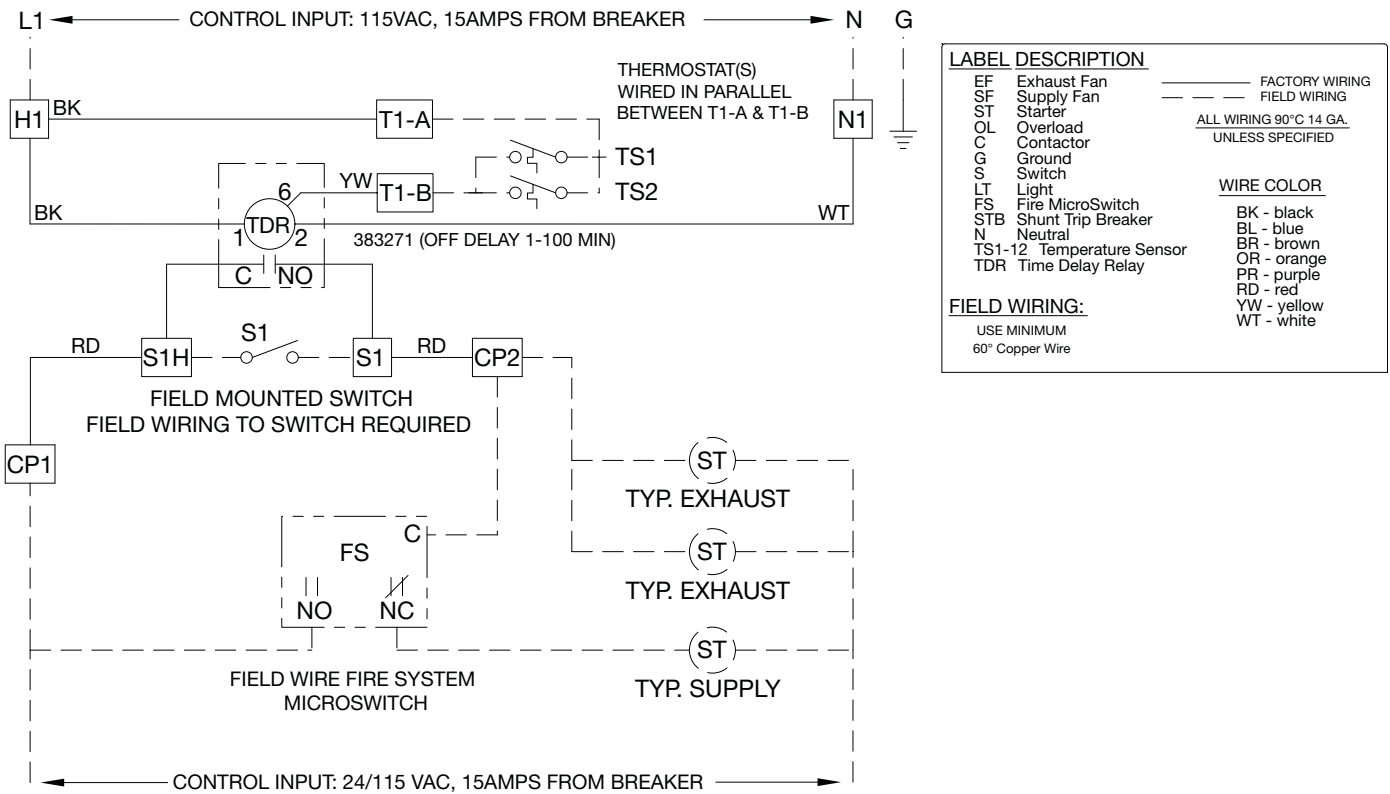 L1 CONTROL INPUT: 115VAC, 15AMPS FROM BREAKER N G
THERMOSTAT(S)
WIRED IN PARALLEL
BETWEEN T1-A & T1-B
H1 BK T1-A N1
TS1
6 YW T1-B TS2
BK TDR WT
1 2 383271 (OFF DELAY 1-100 MIN)
C NO
S1
RD S1H S1 RD CP2
FIELD MOUNTED SWITCH
FIELD WIRING TO SWITCH REQUIRED
CP1
ST
TYP. EXHAUST
C
FS
ST
TYP. EXHAUST
NO NC
ST
TYP. SUPPLY
FIELD WIRE FIRE SYSTEM
MICROSWITCH
CONTROL INPUT: 24/115 VAC, 15AMPS FROM BREAKER
LABEL DESCRIPTION
EF Exhaust Fan
SF Supply Fan
ST Starter
OL Overload
C Contactor
G Ground
S Switch
LT Light
FS Fire MicroSwitch
STB Shunt Trip Breaker
N Neutral
TS1-12 Temperature Sensor
TDR Time Delay Relay
FACTORY WIRING
FIELD WIRING
ALL WIRING 90°C 14 GA.
UNLESS SPECIFIED
WIRE COLOR
BK - black
BL - blue
BR - brown
OR - orange
PR - purple
RD - red
YW - yellow
WT - white
FIELD WIRING:
USE MINIMUM
60° Copper Wire